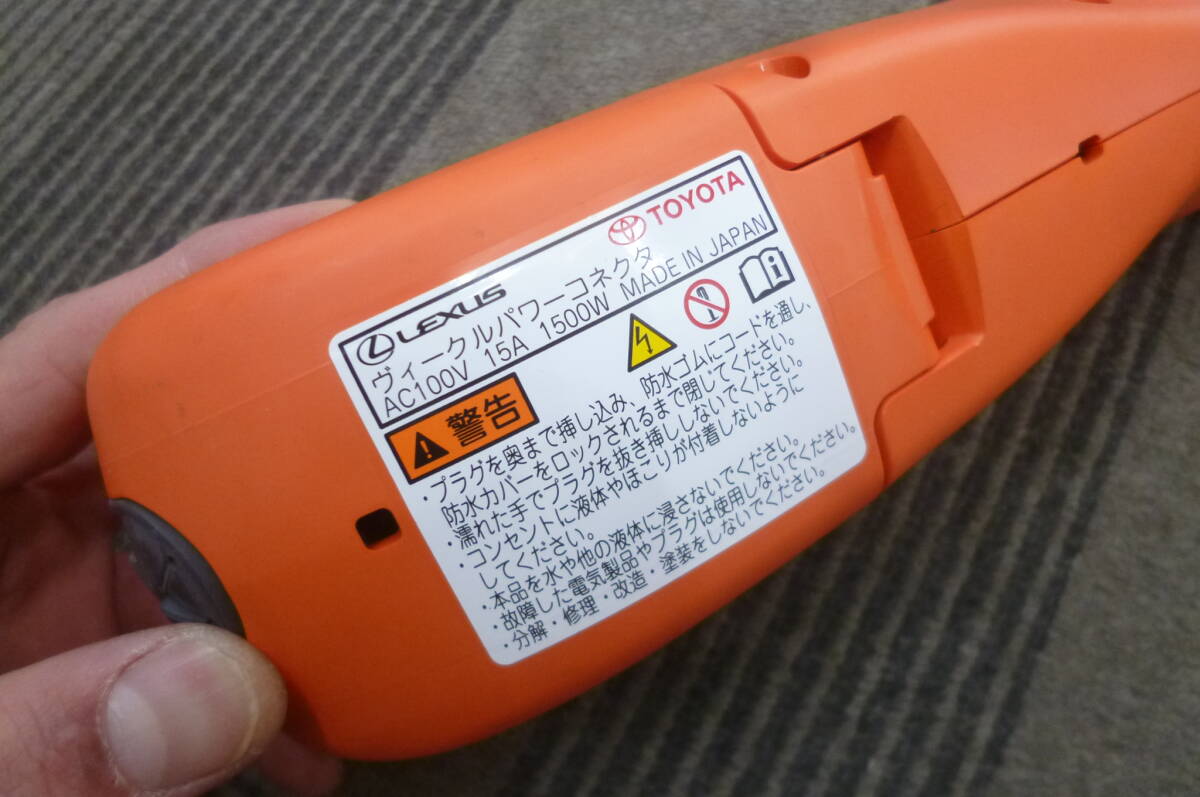 LEXUS TOYOTA
ヴィークルパワーコネクタ
AC100V 15A 1500W MADE IN JAPAN
警告
・プラグを奥まで挿し込み、防水ゴムにコードを通し、
防水カバーをロックされるまで閉じてください。
・濡れた手でプラグを抜き挿ししないでください。
・コンセントに液体やほこりが付着しないように
してください。
・本品を水や他の液体に浸さないでください。
・故障した電気製品やプラグは使用しないでください。
・分解・修理・改造・塗装をしないでください。